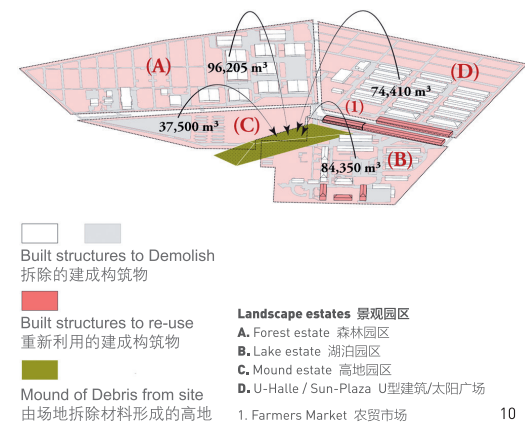 (A)
96,205 m³
(D)
74,410 m³
(1)
37,500 m³
(C)
(B)
84,350 m³
Built structures to Demolish
拆除的建成构筑物
Built structures to re-use
重新利用的建成构筑物
Mound of Debris from site
由场地拆除材料形成的高地
Landscape estates 景观园区
A. Forest estate 森林园区
B. Lake estate 湖泊园区
C. Mound estate 高地园区
D. U-Halle / Sun-Plaza U型建筑/太阳广场
1. Farmers Market 农贸市场
10